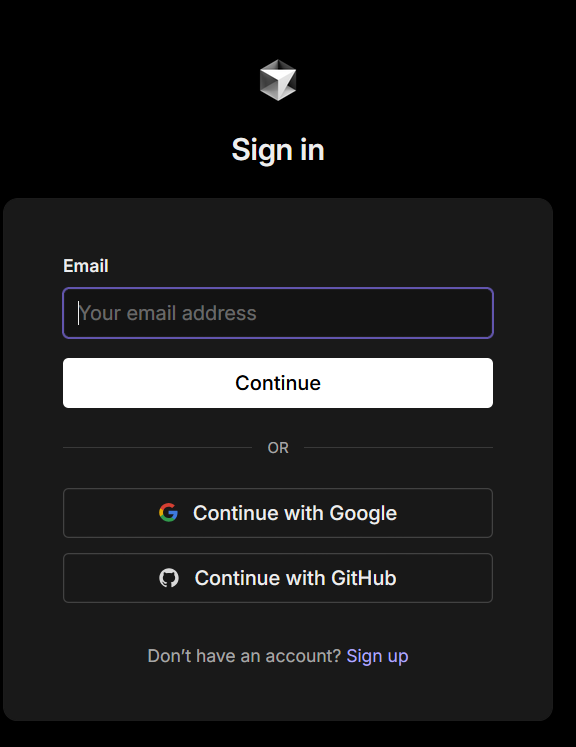 Sign in
Email
Your email address
Continue
OR
Continue with Google
Continue with GitHub
Don’t have an account? Sign up